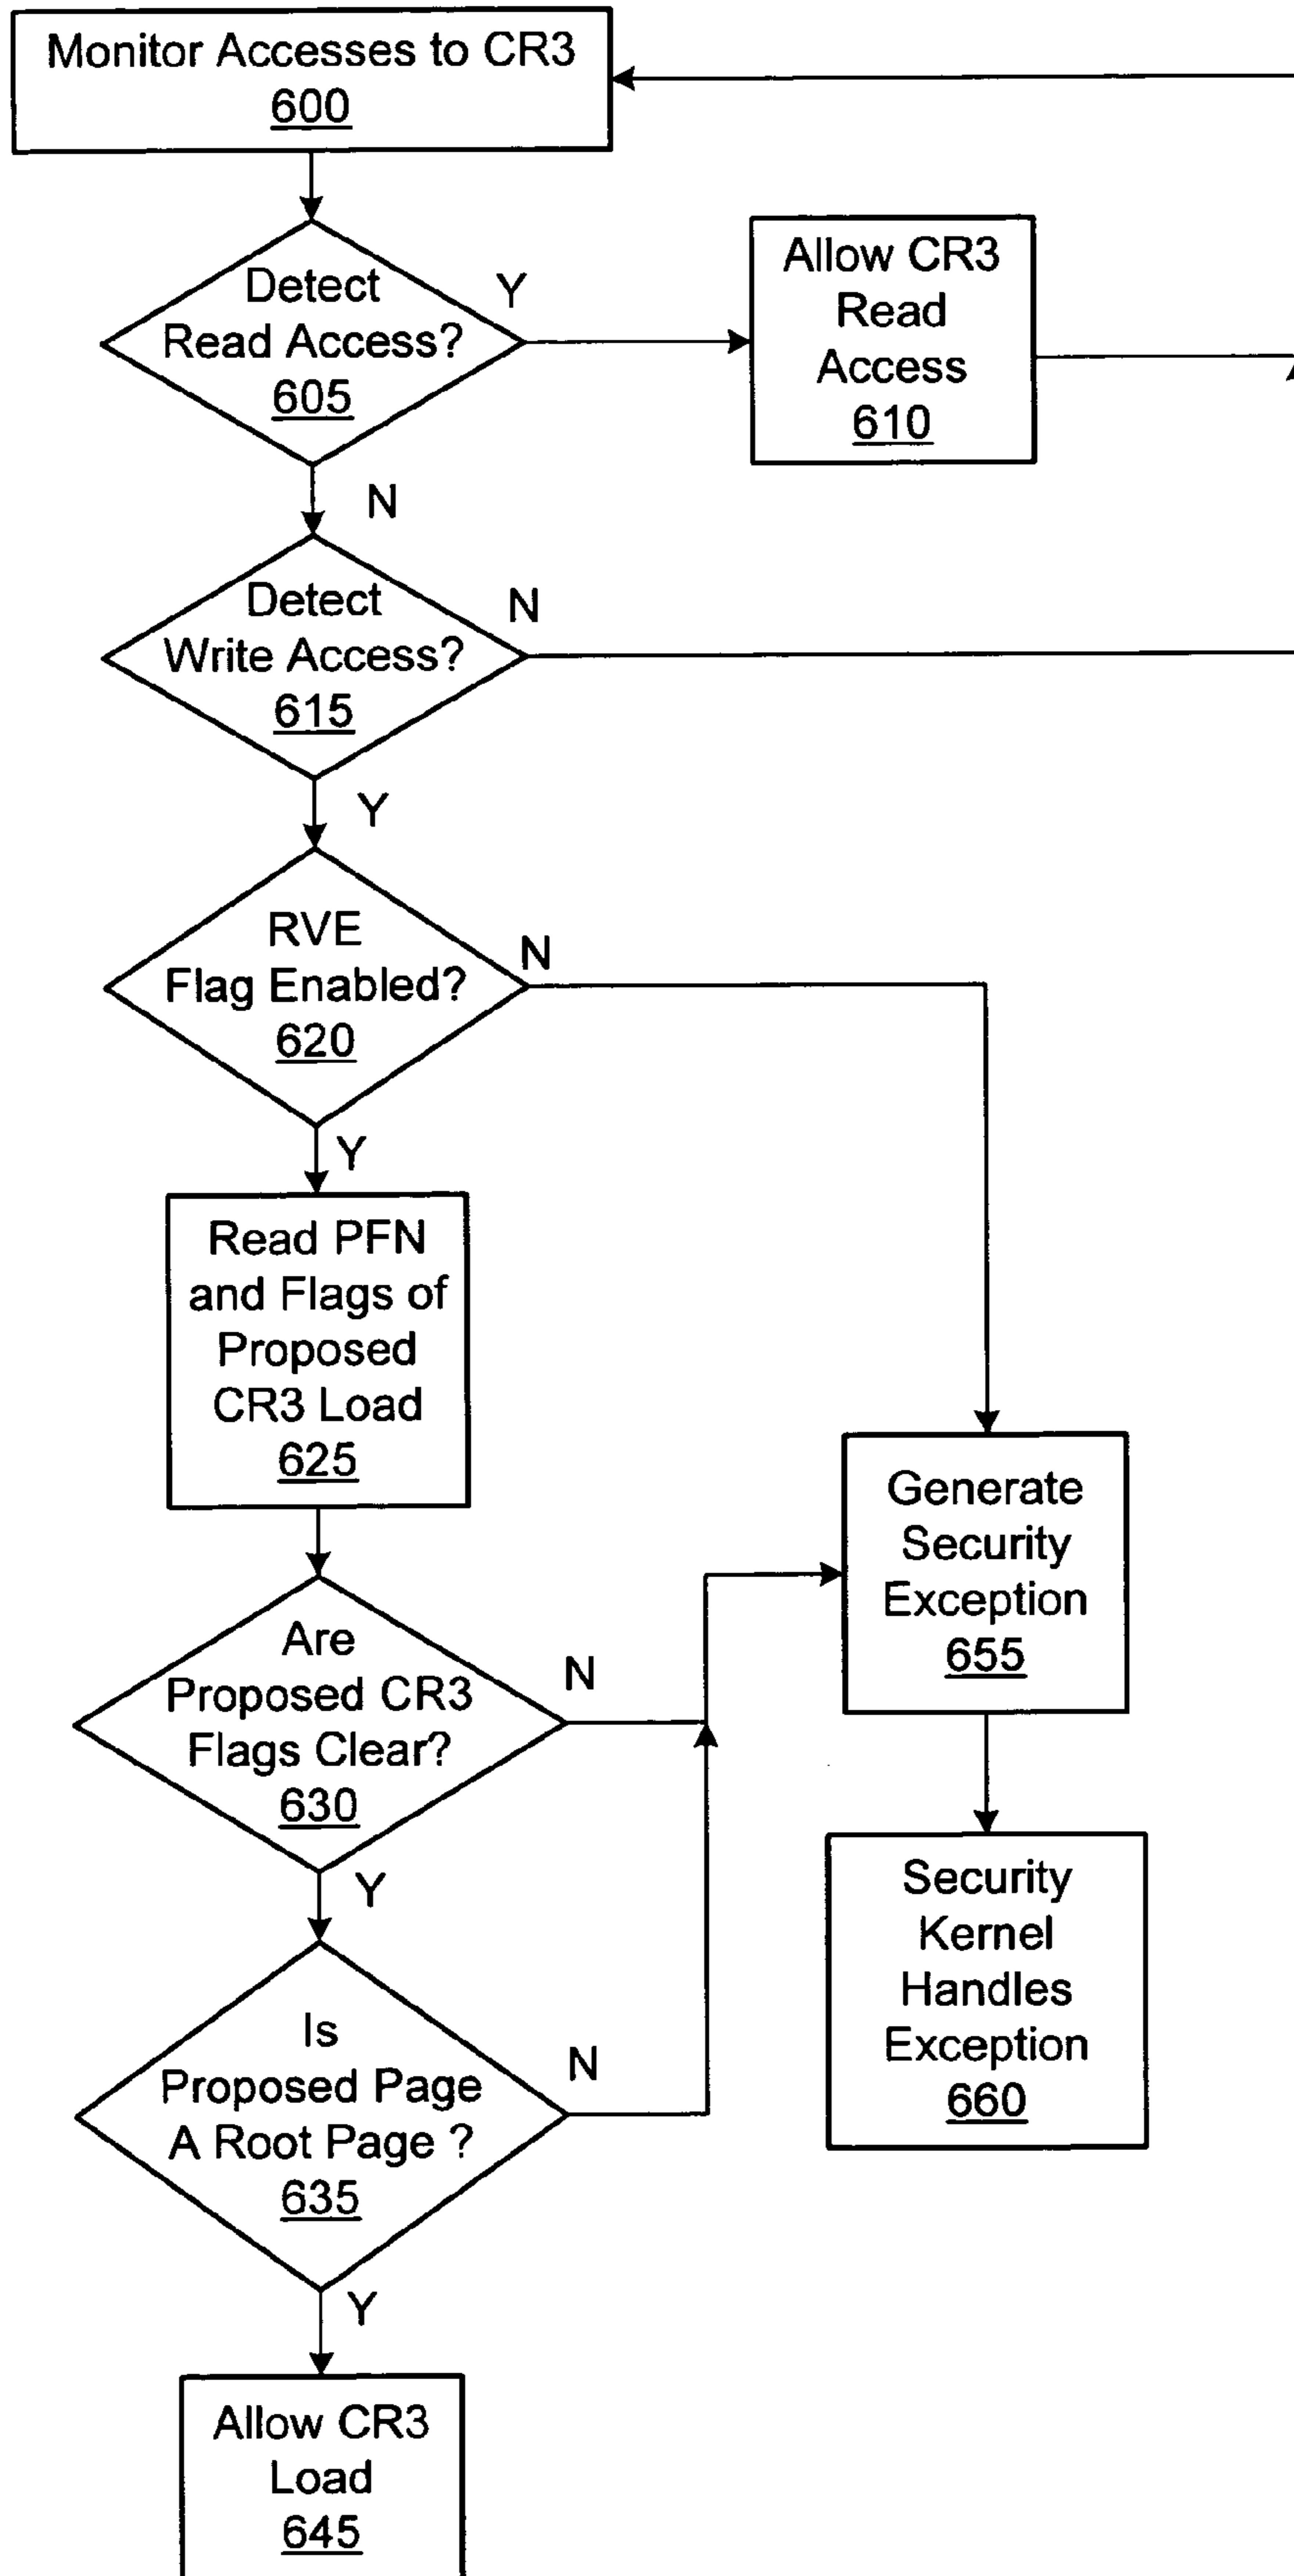 Monitor Accesses to CR3
600
Detect
Read Access?
605
Y
Allow CR3
Read
Access
610
N
Detect
Write Access?
615
N
Y
RVE
Flag Enabled?
620
N
Y
Read PFN
and Flags of
Proposed
CR3 Load
625
Generate
Security
Exception
655
Are
Proposed CR3
Flags Clear?
630
N
Y
Security
Kernel
Handles
Exception
660
Is
Proposed Page
A Root Page ?
635
N
Y
Allow CR3
Load
645